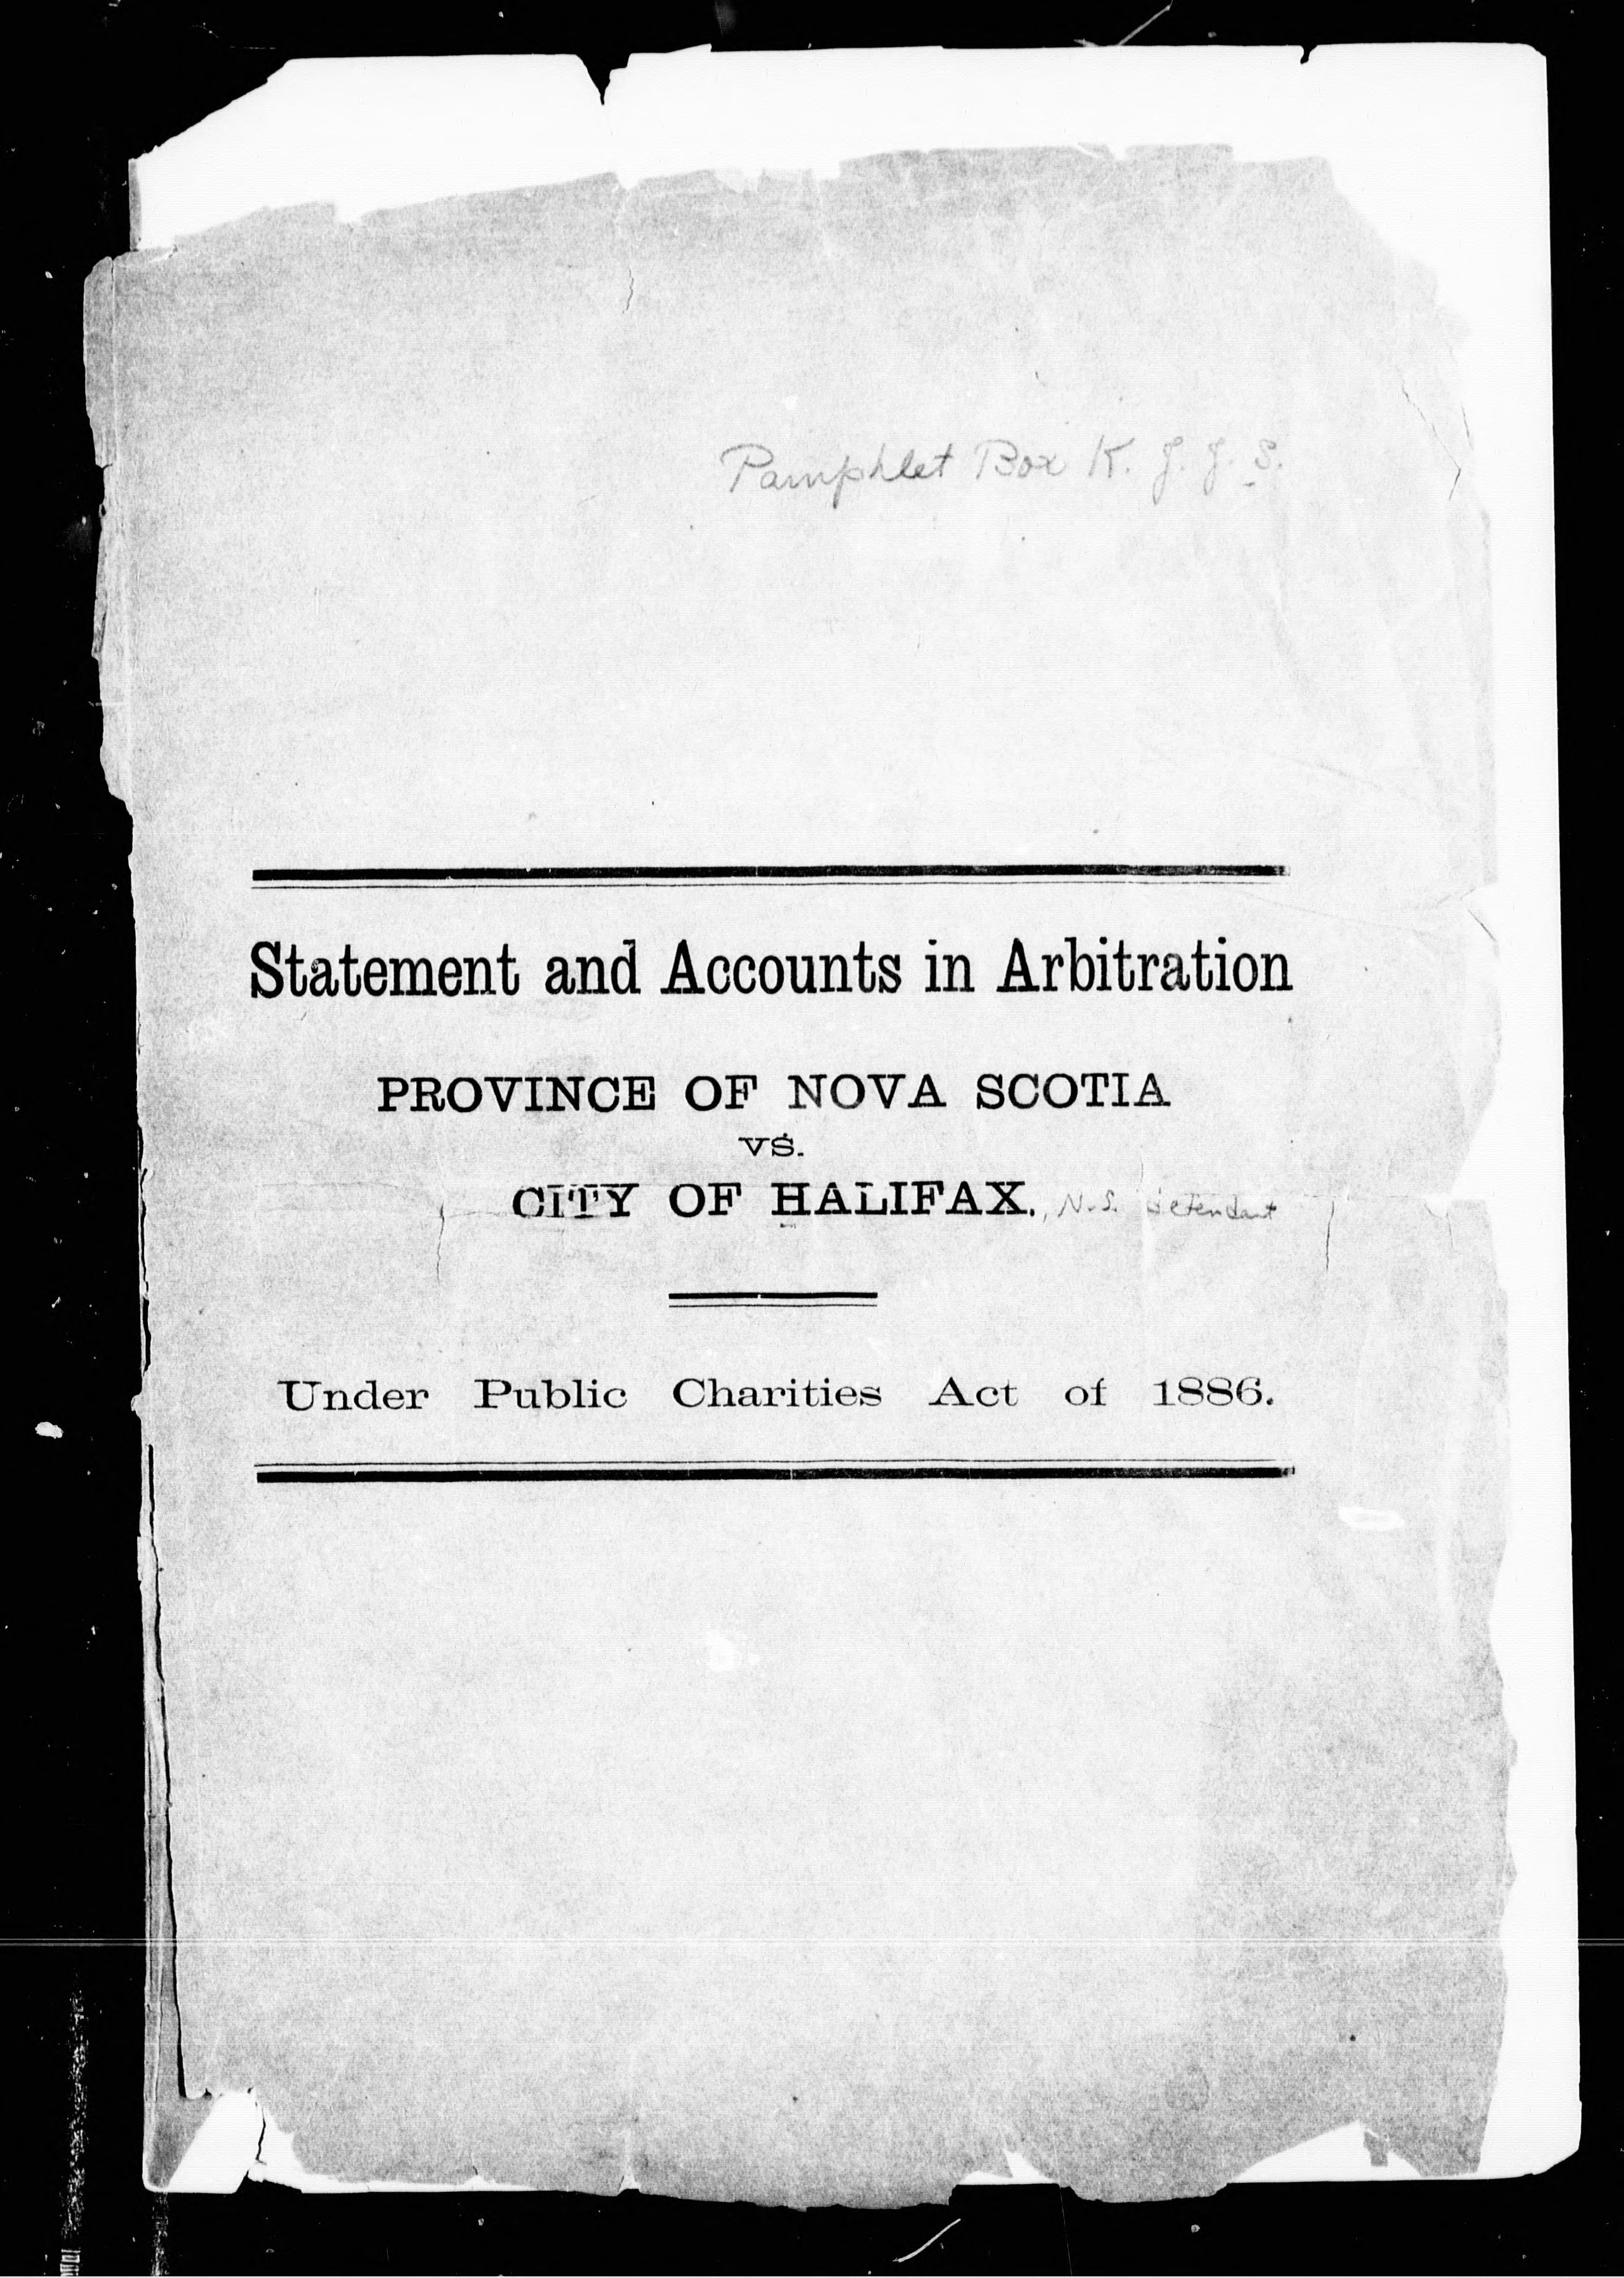 Pamphlet Box K. J. J. S.
Statement and Accounts in Arbitration
PROVINCE OF NOVA SCOTIA
VS.
CITY OF HALIFAX., N.S. defendant
Under Public Charities Act of 1886.